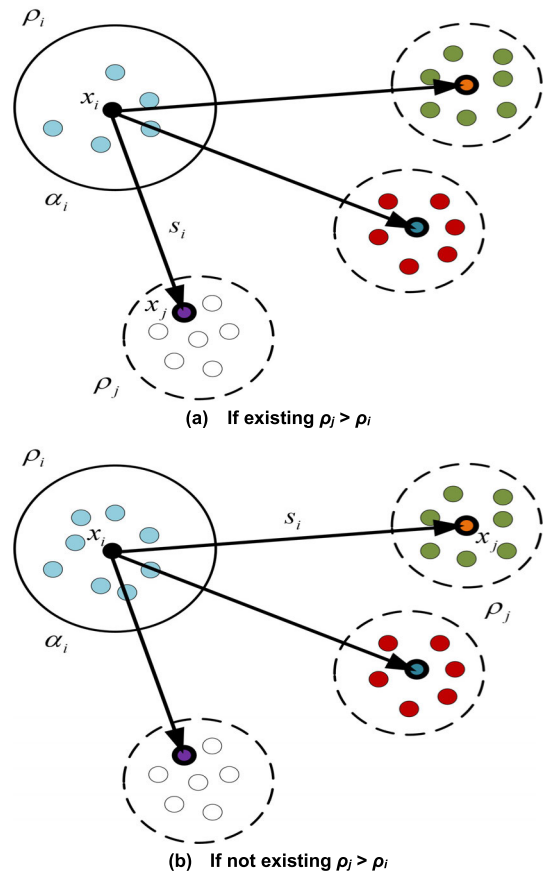 ρi
xi
αi
si
xj
ρj
(a) If existing ρj > ρi
ρi
si
xi
xj
αi
ρj
(b) If not existing ρj > ρi